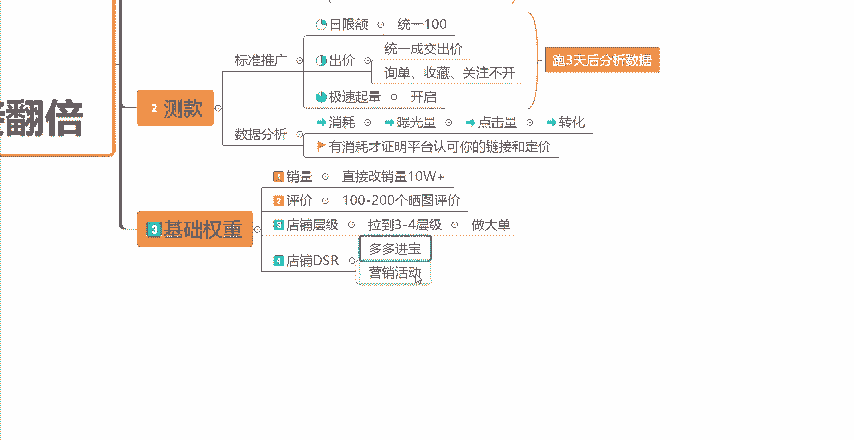 日限额 统一100
标准推广 出价 统一成交出价
询单、收藏、关注不开
跑3天后分析数据
极速起量 开启
翻倍
2 测款
数据分析 消耗 曝光量 点击量 转化
有消耗才证明平台认可你的链接和定价
1 销量 直接改销量10W+
2 评价 100-200个晒图评价
3 基础权重
3 店铺层级 拉到3-4层级 做大单
4 店铺DSR 多多进宝
营销活动